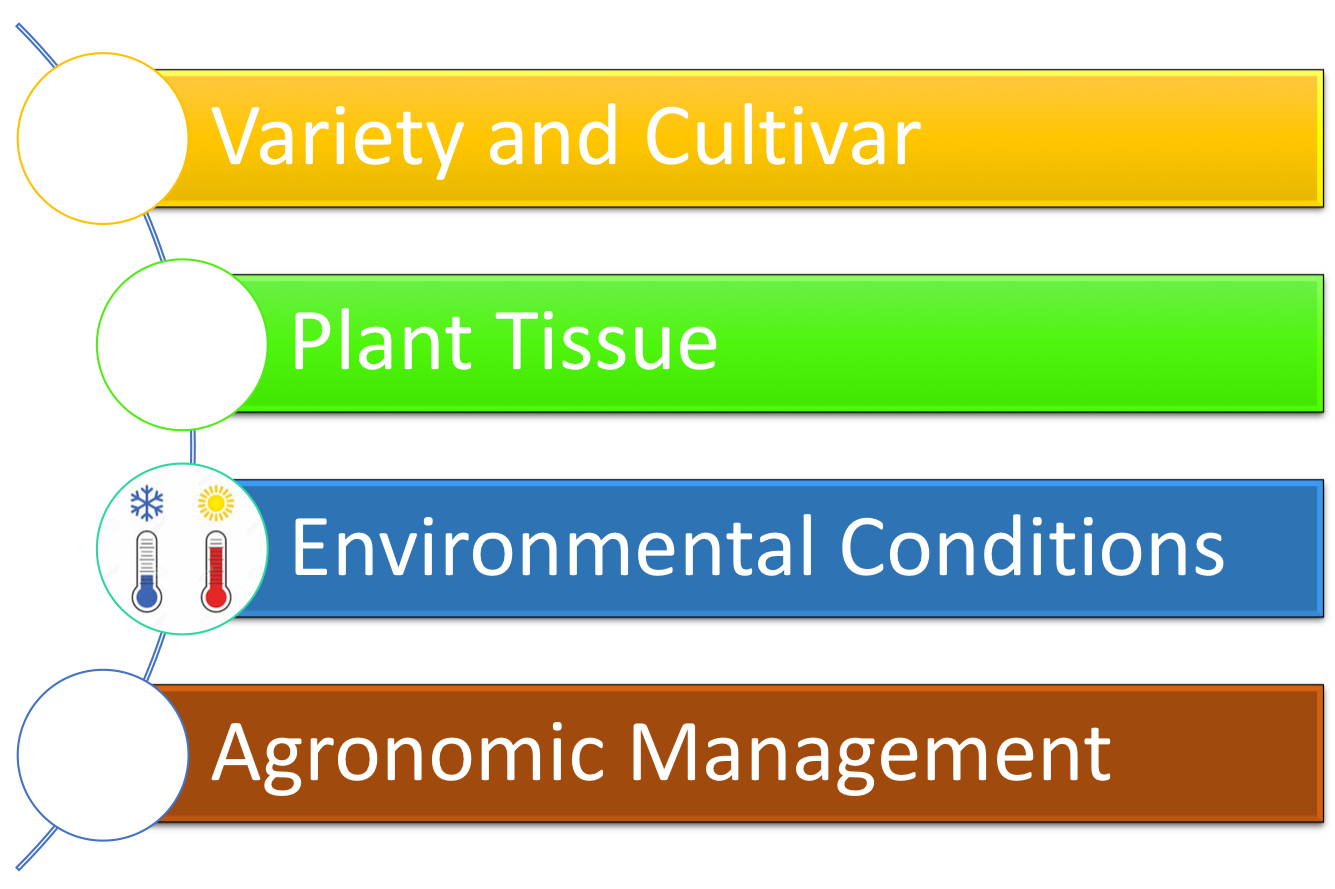 Variety and Cultivar
Plant Tissue
Environmental Conditions
Agronomic Management